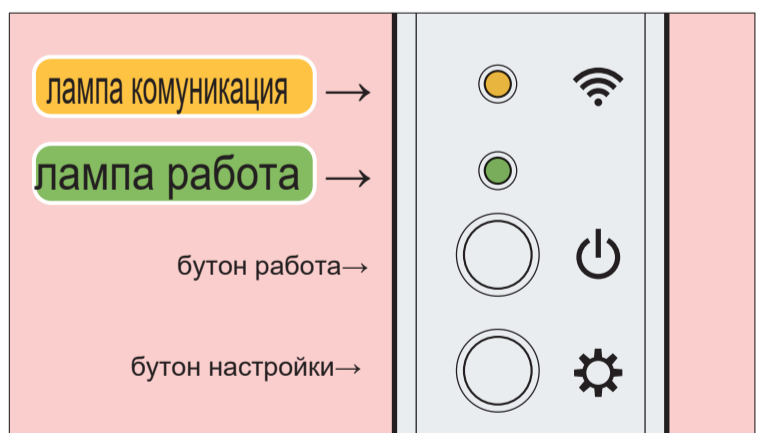 лампа комуникация →
лампа работа →
бутон работа→
бутон настройки→